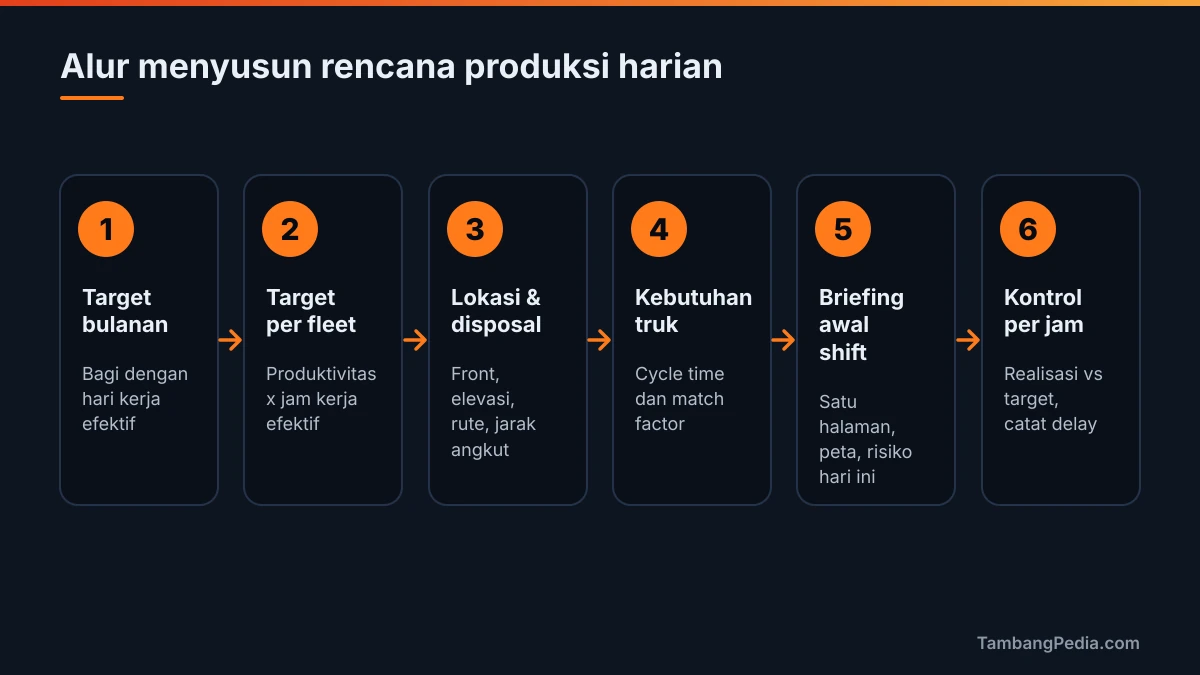 Alur menyusun rencana produksi harian
1
Target
bulanan
Bagi dengan
hari kerja
efektif
2
Target
per fleet
Produktivitas
x jam kerja
efektif
3
Lokasi &
disposal
Front,
elevasi,
rute, jarak
angkut
4
Kebutuhan
truk
Cycle time
dan match
factor
5
Briefing
awal
shift
Satu
halaman,
peta, risiko
hari ini
6
Kontrol
per jam
Realisasi vs
target,
catat delay
TambangPedia.com